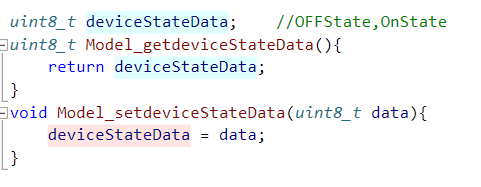 uint8_t deviceStateData;    //OFFState,OnState
uint8_t Model_getdeviceStateData(){
    return deviceStateData;
}
void Model_setdeviceStateData(uint8_t data){
    deviceStateData = data;
}